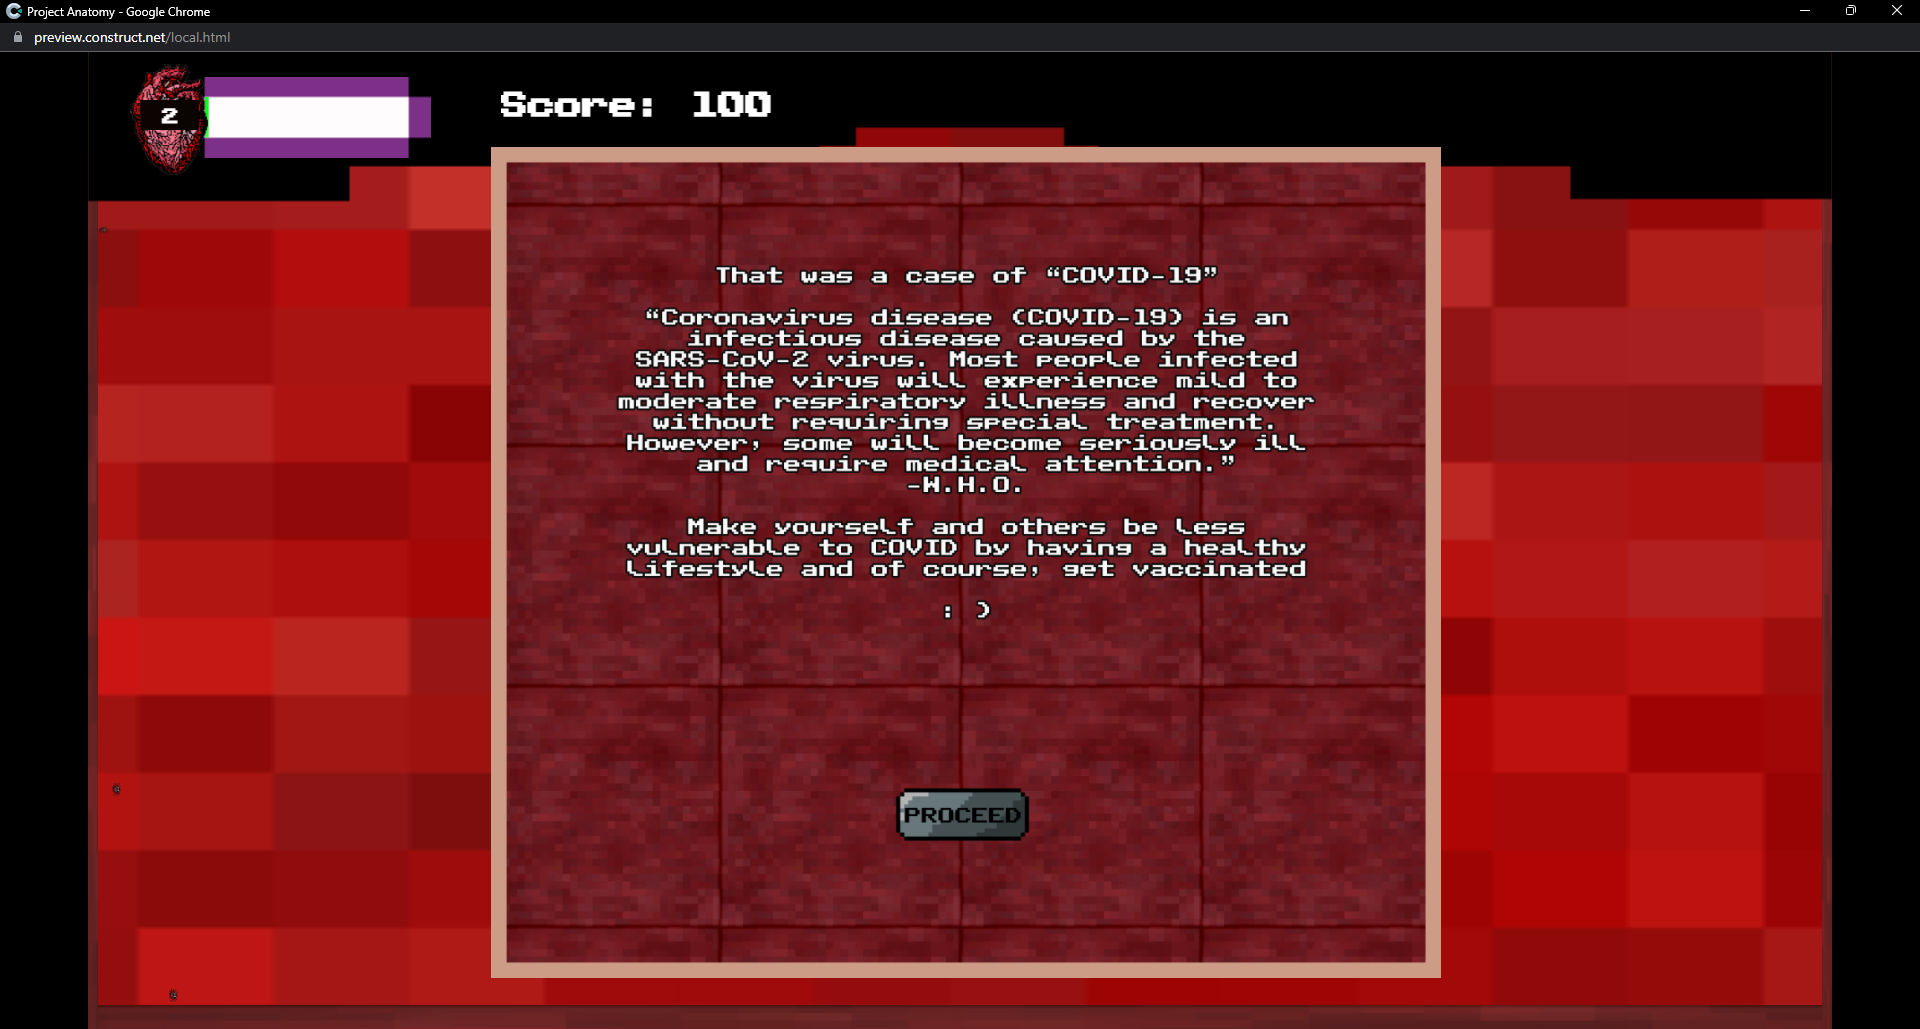 Project Anatomy - Google Chrome
preview.construct.net/local.html
2
Score: 100
That was a case of “COVID-19”
“Coronavirus disease (COVID-19) is an
infectious disease caused by the
SARS-CoV-2 virus. Most people infected
with the virus will experience mild to
moderate respiratory illness and recover
without requiring special treatment.
However, some will become seriously ill
and require medical attention.”
-W.H.O.
Make yourself and others be less
vulnerable to COVID by having a healthy
lifestyle and of course, get vaccinated
: )
PROCEED